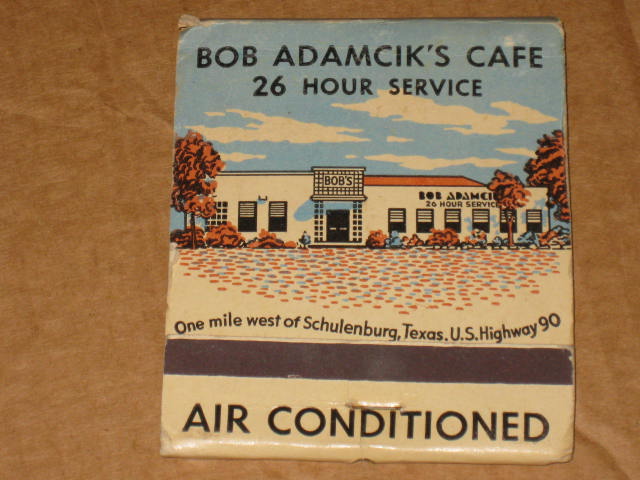 BOB ADAMCIK'S CAFE
26 HOUR SERVICE
BOB'S
BOB ADAMCI
26 HOUR SERVICE
One mile west of Schulenburg, Texas. U.S. Highway 90
AIR CONDITIONED